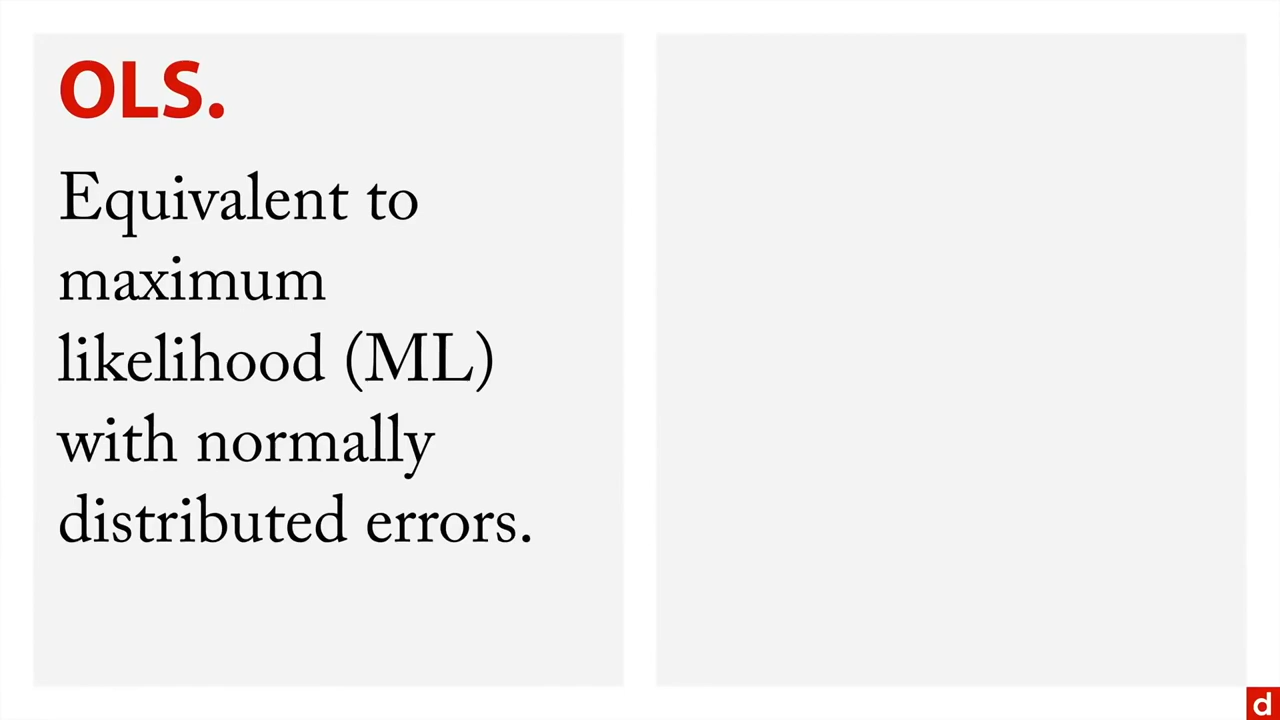 OLS.
Equivalent to
maximum
likelihood (ML)
with normally
distributed errors.
d